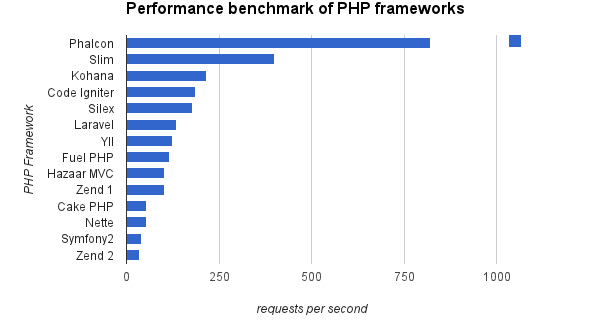 Performance benchmark of PHP frameworks
PHP Framework
Phalcon
Slim
Kohana
Code Igniter
Silex
Laravel
YII
Fuel PHP
Hazaar MVC
Zend 1
Cake PHP
Nette
Symfony2
Zend 2
0 250 500 750 1000
requests per second